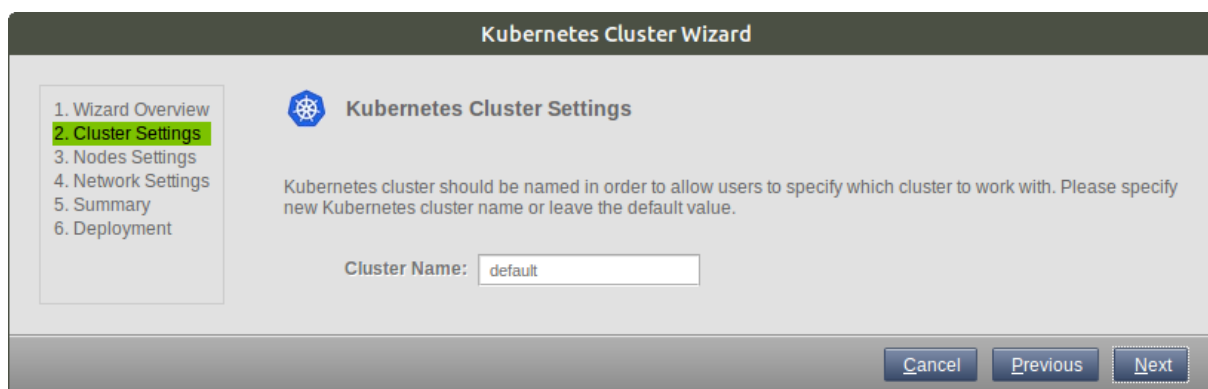 Kubernetes Cluster Wizard
1. Wizard Overview
2. Cluster Settings
3. Nodes Settings
4. Network Settings
5. Summary
6. Deployment
Kubernetes Cluster Settings
Kubernetes cluster should be named in order to allow users to specify which cluster to work with. Please specify
new Kubernetes cluster name or leave the default value.
Cluster Name: default
Cancel Previous Next